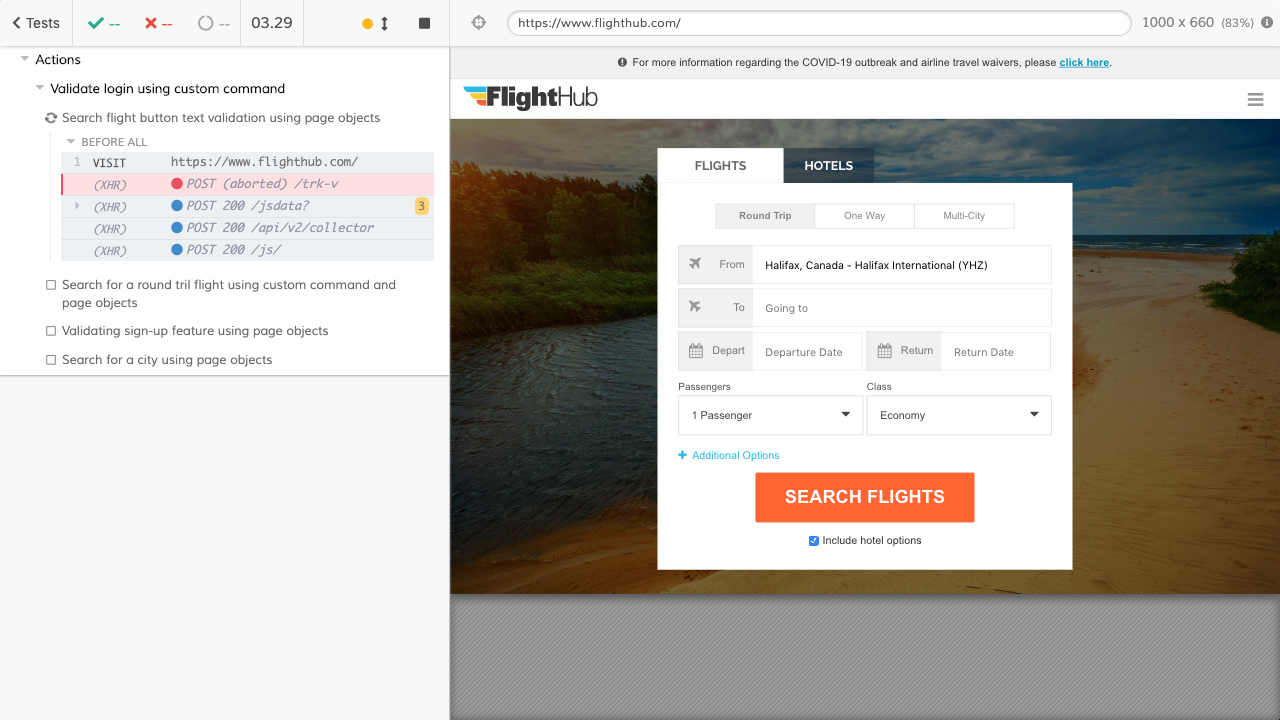 Tests
--
--
--
03.29
https://www.flighthub.com/
1000 x 660 (83%)
Actions
Validate login using custom command
Search flight button text validation using page objects
BEFORE ALL
1 VISIT https://www.flighthub.com/
(XHR) POST (aborted) /trk-v
(XHR) POST 200 /jsdata? 3
(XHR) POST 200 /api/v2/collector
(XHR) POST 200 /js/
Search for a round tril flight using custom command and
page objects
Validating sign-up feature using page objects
Search for a city using page objects
For more information regarding the COVID-19 outbreak and airline travel waivers, please click here.
FlightHub
FLIGHTS HOTELS
Round Trip One Way Multi-City
From Halifax, Canada - Halifax International (YHZ)
To Going to
Depart Departure Date Return Return Date
Passengers Class
1 Passenger Economy
+ Additional Options
SEARCH FLIGHTS
Include hotel options